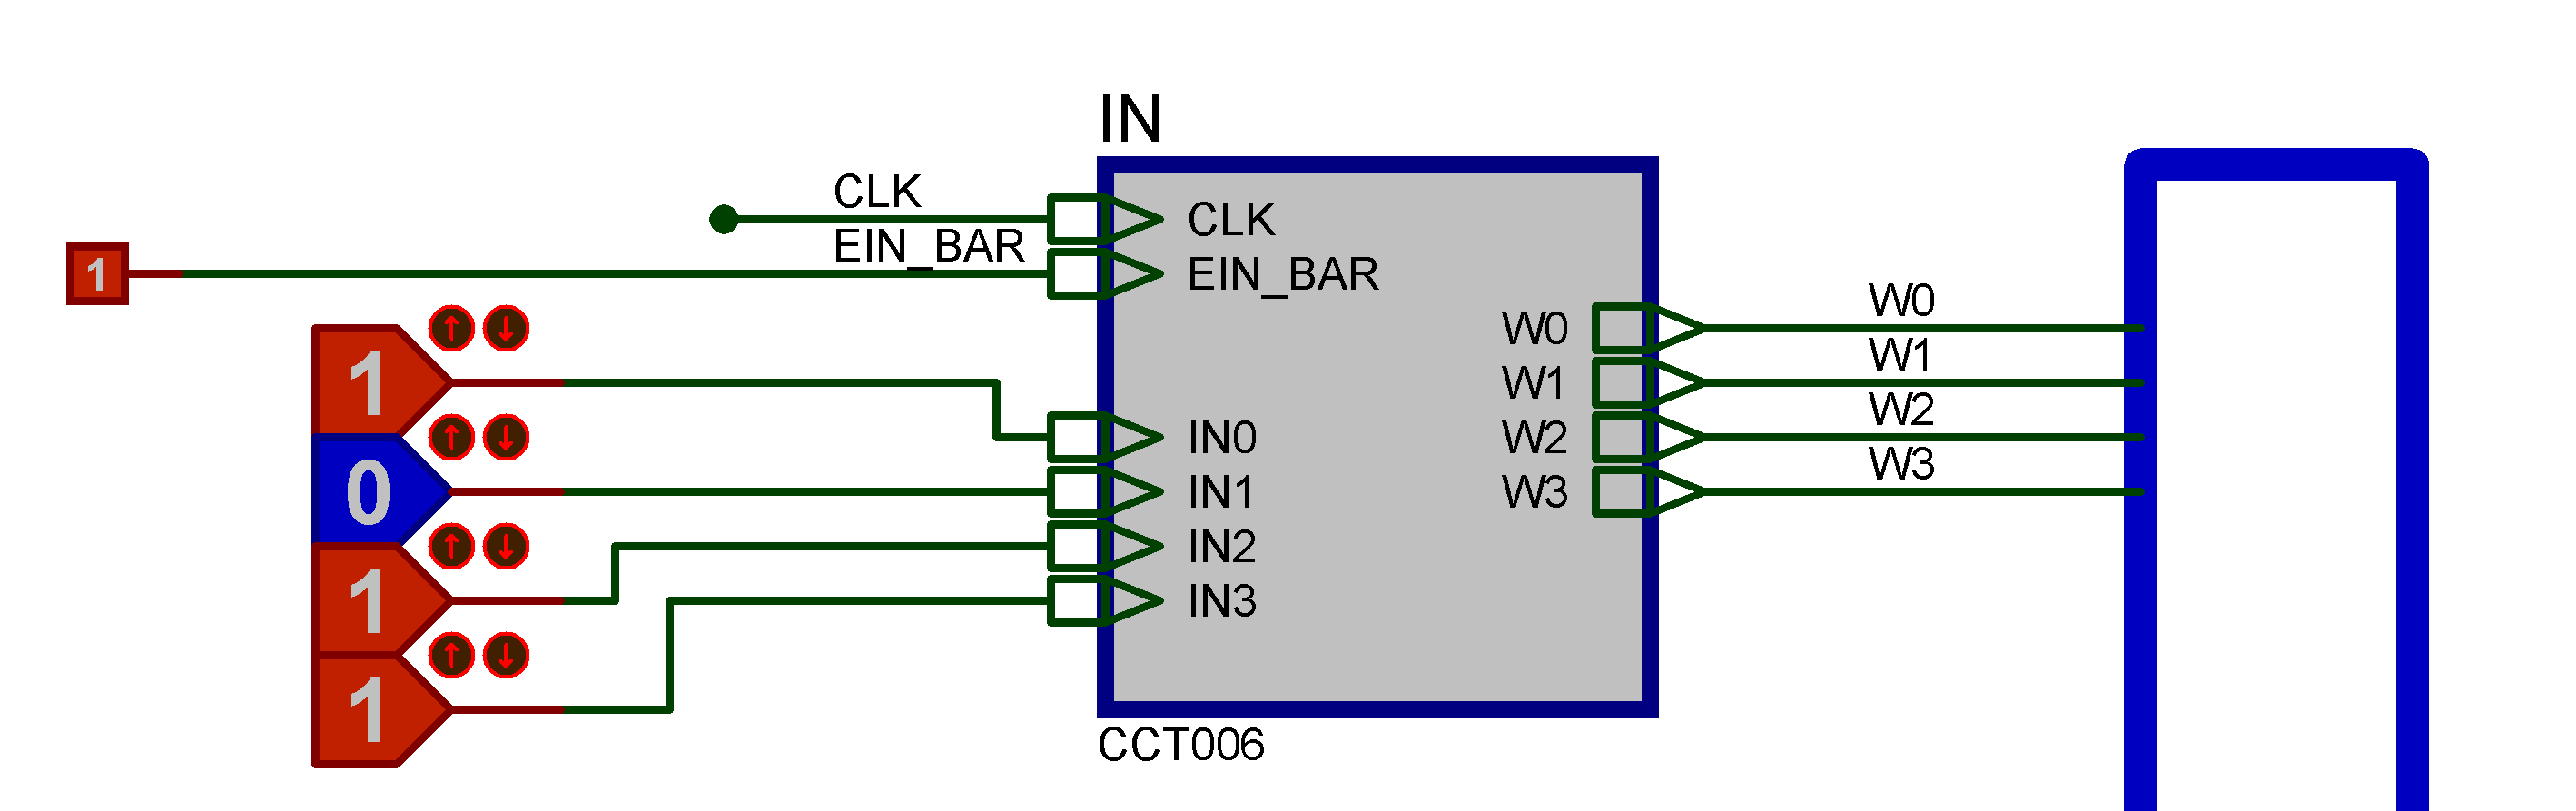 IN
CLK
CLK
EIN_BAR
EIN_BAR
1
W0
W0
1
↑ ↓
W1
W1
IN0
W2
W2
0
↑ ↓
IN1
W3
W3
1
↑ ↓
IN2
IN3
1
↑ ↓
CCT006